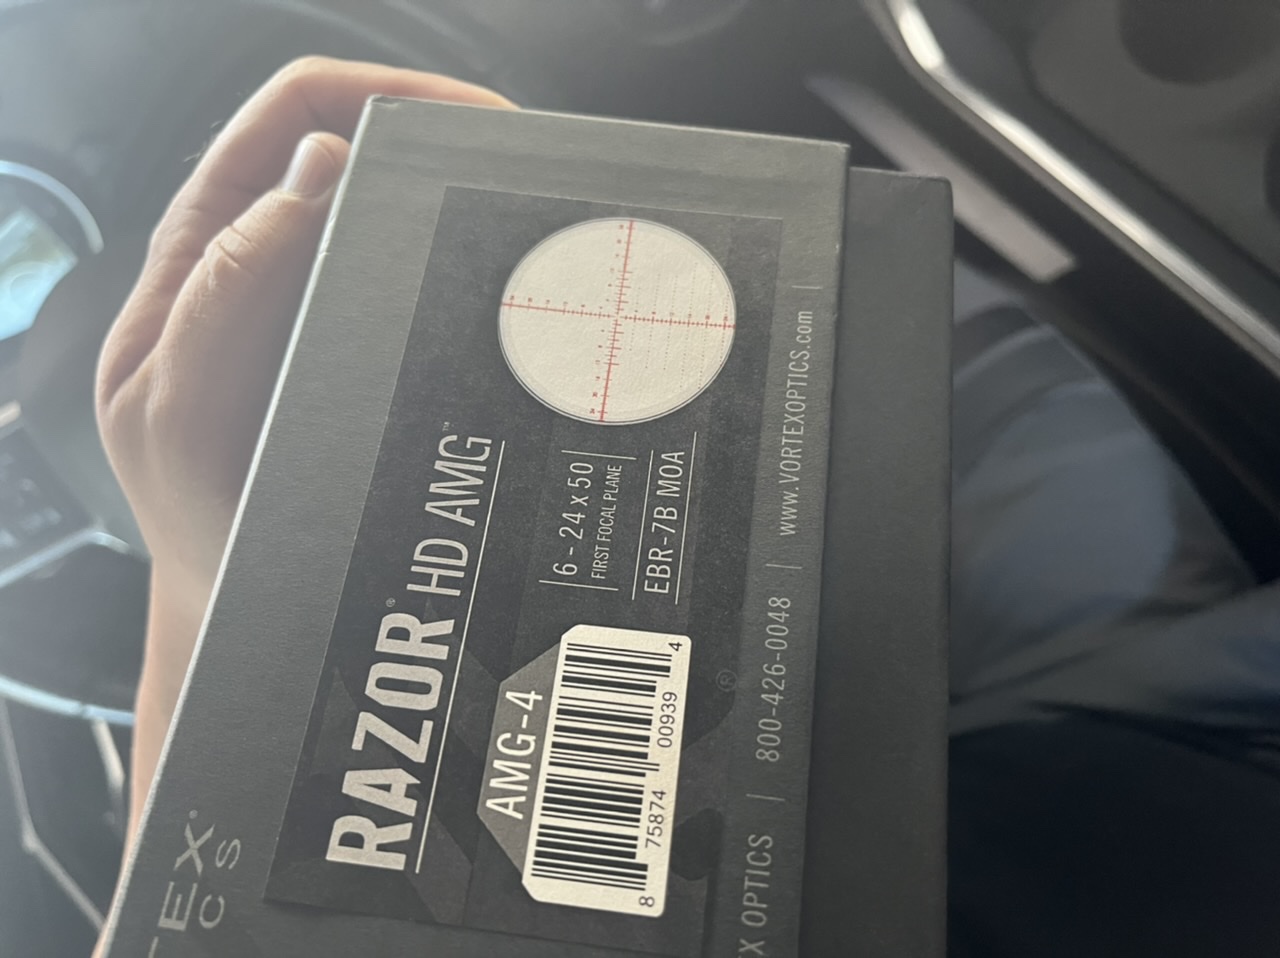 RAZOR® HD AMG™
6 - 24 x 50
FIRST FOCAL PLANE
EBR-7B MOA
AMG-4
8 75874 00939 4
OPTICS | 800-426-0048 | www.VORTEXOPTICS.com |